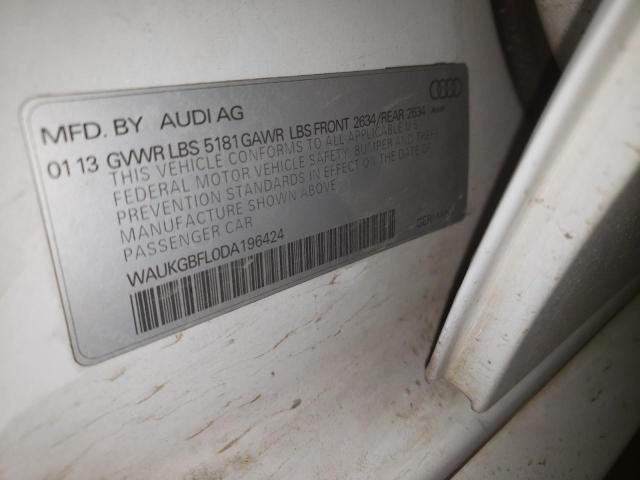 MFD. BY AUDI AG
01 13 GVWR LBS 5181 GAWR LBS FRONT 2634/REAR 2634
THIS VEHICLE CONFORMS TO ALL APPLICABLE U.S.
FEDERAL MOTOR VEHICLE SAFETY, BUMPER AND THEFT
PREVENTION STANDARDS IN EFFECT ON THE DATE OF
MANUFACTURE SHOWN ABOVE
PASSENGER CAR
WAUKGBFL0DA196424
GERMANY